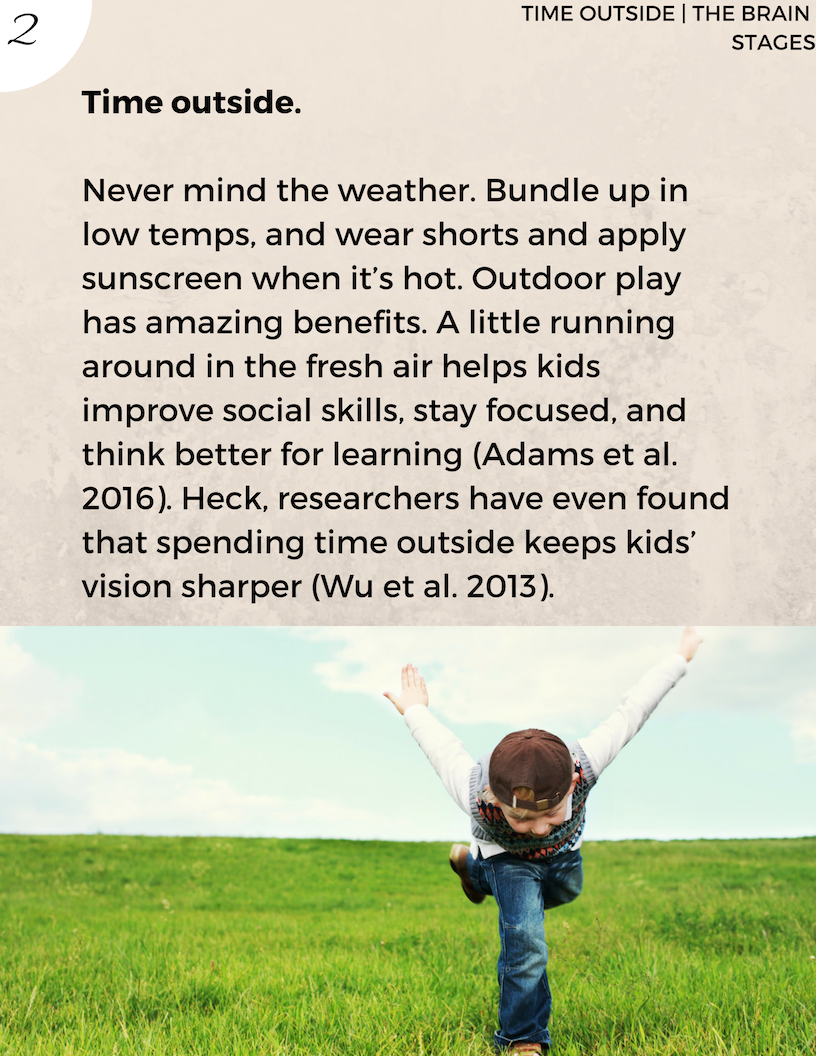 2
TIME OUTSIDE | THE BRAIN
STAGES
Time outside.
Never mind the weather. Bundle up in
low temps, and wear shorts and apply
sunscreen when it’s hot. Outdoor play
has amazing benefits. A little running
around in the fresh air helps kids
improve social skills, stay focused, and
think better for learning (Adams et al.
2016). Heck, researchers have even found
that spending time outside keeps kids’
vision sharper (Wu et al. 2013).